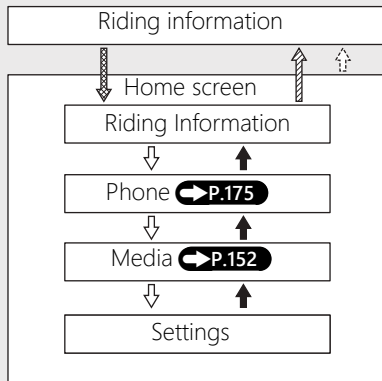 Riding information
Home screen
Riding Information
Phone P.175
Media P.152
Settings